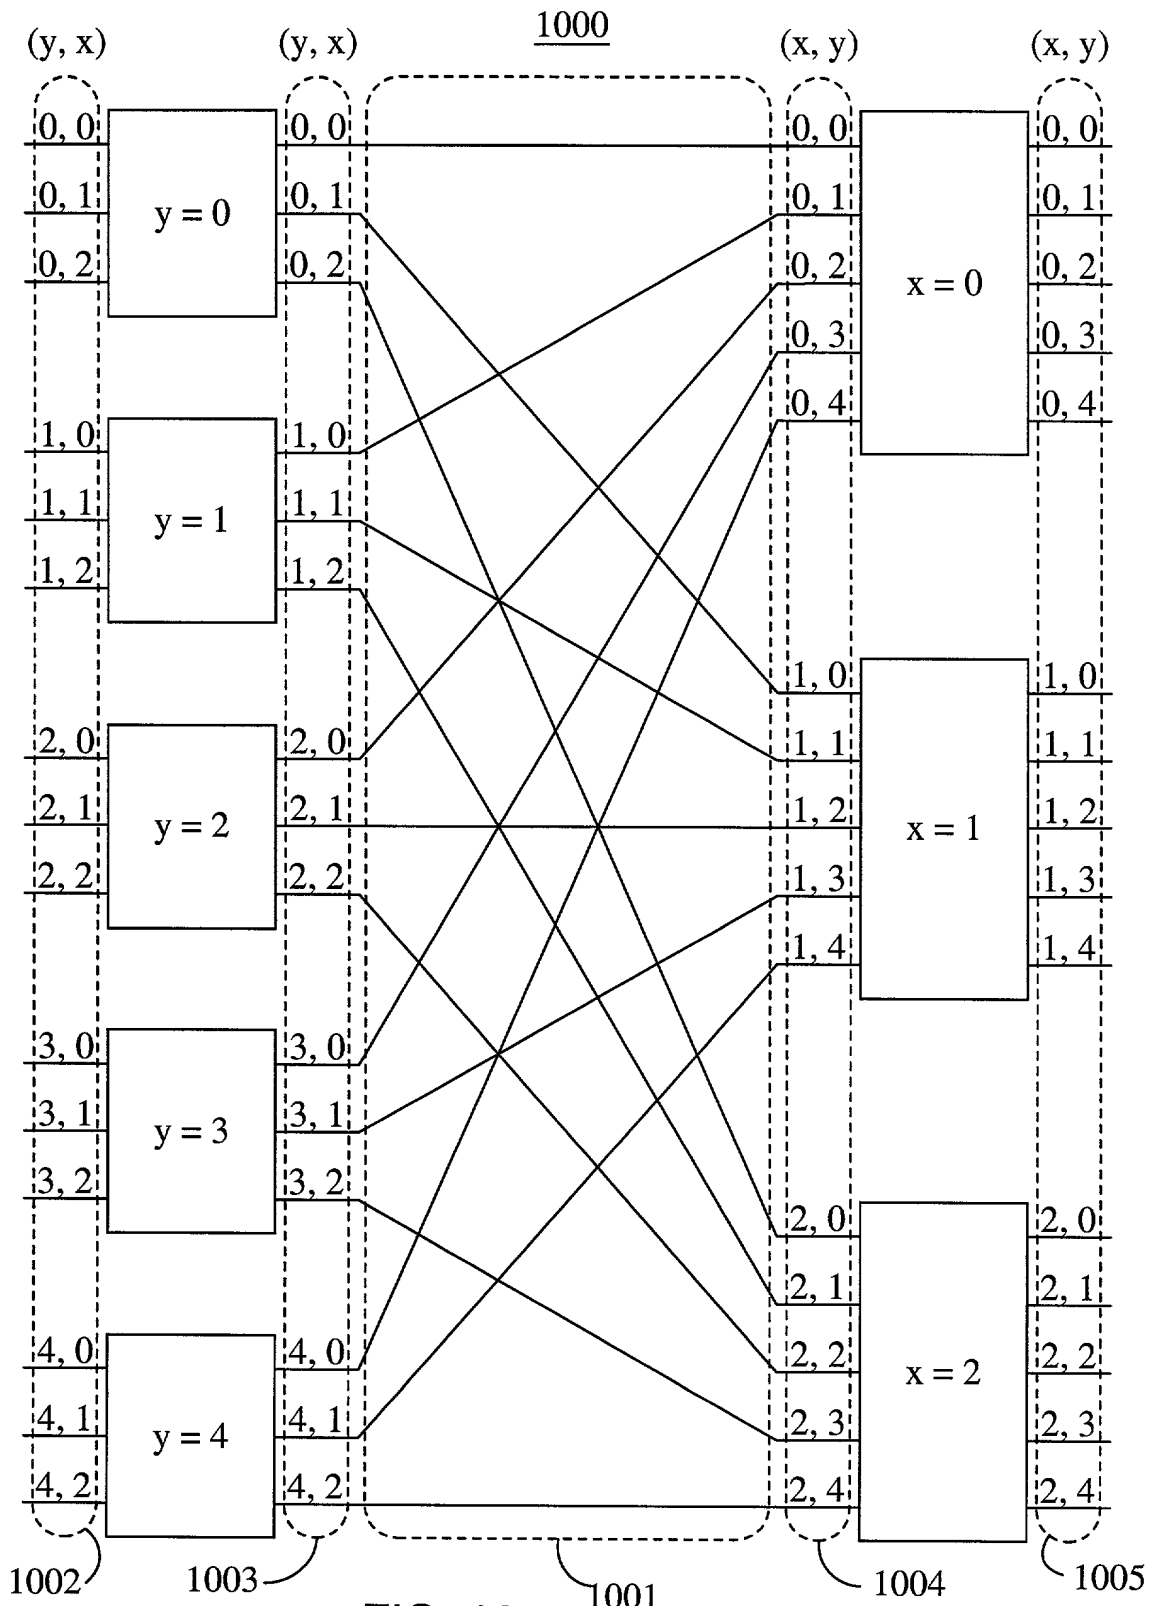 1000
(y, x) (y, x) (x, y) (x, y)
0, 0 0, 0 0, 0 0, 0
0, 1 y = 0 0, 1 0, 1 0, 1
0, 2 0, 2 0, 2 x = 0 0, 2
0, 3 0, 3
0, 4 0, 4
1, 0 1, 0
1, 1 y = 1 1, 1
1, 2 1, 2
1, 0 1, 0
2, 0 2, 0 1, 1 1, 1
2, 1 y = 2 2, 1 1, 2 x = 1 1, 2
2, 2 2, 2 1, 3 1, 3
1, 4 1, 4
3, 0 3, 0
3, 1 y = 3 3, 1
3, 2 3, 2 2, 0 2, 0
2, 1 2, 1
4, 0 4, 0 2, 2 x = 2 2, 2
4, 1 y = 4 4, 1 2, 3 2, 3
4, 2 4, 2 2, 4 2, 4
1002 1003 1001 1004 1005